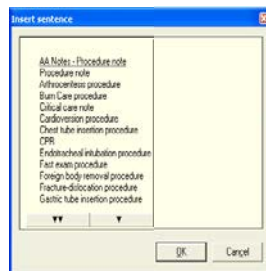 Insert sentence
AA Notes - Procedure note
Procedure note
Arthrocentesis procedure
Burn Care procedure
Critical care note
Cardioversion procedure
Chest tube insertion procedure
CPR
Endotracheal intubation procedure
Fast exam procedure
Foreign body removal procedure
Fracture-dislocation procedure
Gastric tube insertion procedure
OK
Cancel